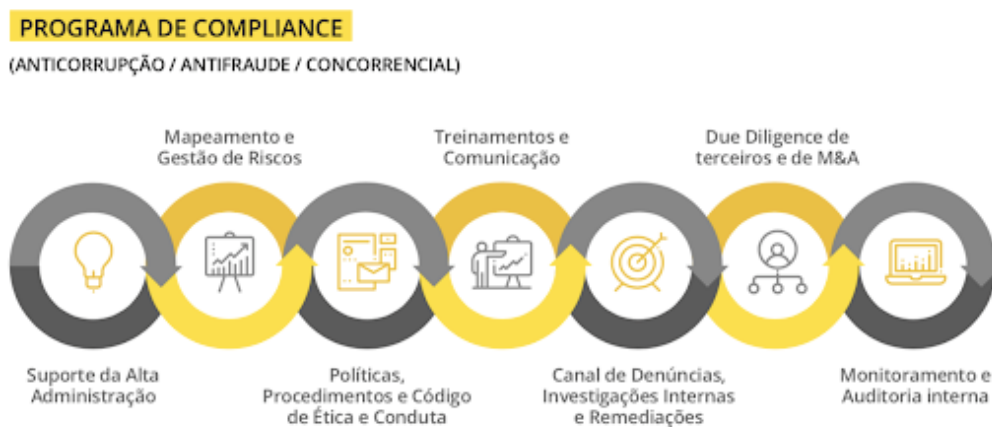 PROGRAMA DE COMPLIANCE
(ANTICORRUPÇÃO / ANTIFRAUDE / CONCORRENCIAL)
Mapeamento e
Gestão de Riscos
Treinamentos e
Comunicação
Due Diligence de
terceiros e de M&A
Suporte da Alta
Administração
Políticas,
Procedimentos e Código
de Ética e Conduta
Canal de Denúncias,
Investigações Internas
e Remediações
Monitoramento e
Auditoria interna